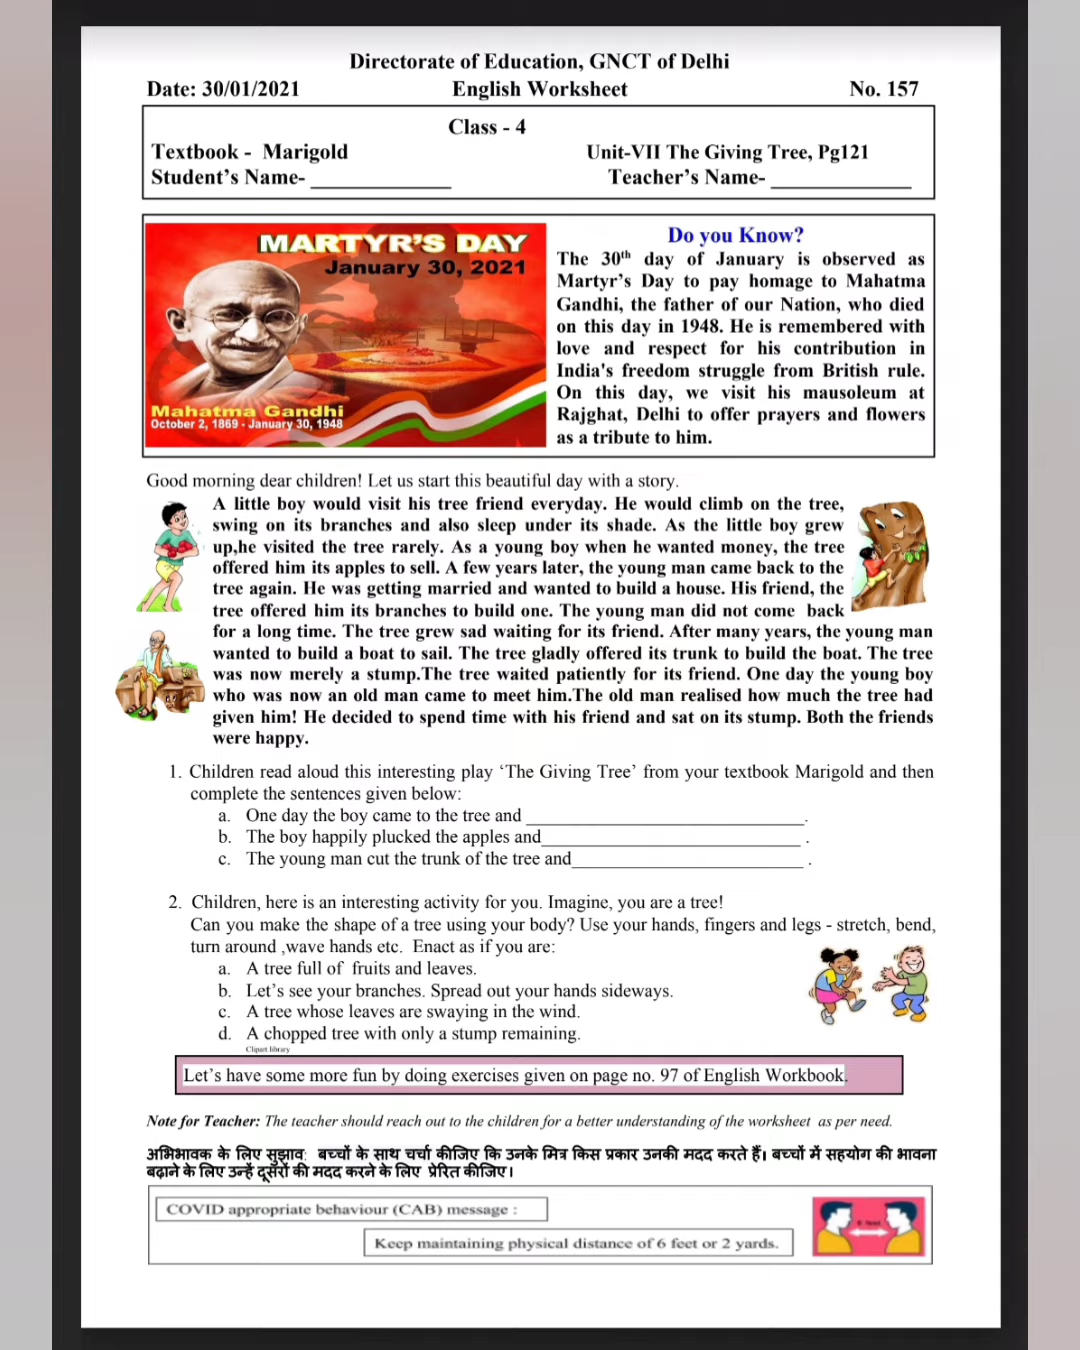 Directorate of Education, GNCT of Delhi
Date: 30/01/2021 English Worksheet No. 157
Class - 4
Textbook - Marigold Unit-VII The Giving Tree, Pg121
Student's Name- ______________ Teacher's Name- ______________
MARTYR'S DAY
January 30, 2021
Mahatma Gandhi
October 2, 1869 - January 30, 1948
Do you Know?
The 30th day of January is observed as
Martyr's Day to pay homage to Mahatma
Gandhi, the father of our Nation, who died
on this day in 1948. He is remembered with
love and respect for his contribution in
India's freedom struggle from British rule.
On this day, we visit his mausoleum at
Rajghat, Delhi to offer prayers and flowers
as a tribute to him.
Good morning dear children! Let us start this beautiful day with a story.
A little boy would visit his tree friend everyday. He would climb on the tree,
swing on its branches and also sleep under its shade. As the little boy grew
up,he visited the tree rarely. As a young boy when he wanted money, the tree
offered him its apples to sell. A few years later, the young man came back to the
tree again. He was getting married and wanted to build a house. His friend, the
tree offered him its branches to build one. The young man did not come back
for a long time. The tree grew sad waiting for its friend. After many years, the young man
wanted to build a boat to sail. The tree gladly offered its trunk to build the boat. The tree
was now merely a stump.The tree waited patiently for its friend. One day the young boy
who was now an old man came to meet him.The old man realised how much the tree had
given him! He decided to spend time with his friend and sat on its stump. Both the friends
were happy.
1. Children read aloud this interesting play 'The Giving Tree' from your textbook Marigold and then
complete the sentences given below:
a. One day the boy came to the tree and ______________________________.
b. The boy happily plucked the apples and____________________________ .
c. The young man cut the trunk of the tree and_________________________ .
2. Children, here is an interesting activity for you. Imagine, you are a tree!
Can you make the shape of a tree using your body? Use your hands, fingers and legs - stretch, bend,
turn around ,wave hands etc. Enact as if you are:
a. A tree full of fruits and leaves.
b. Let's see your branches. Spread out your hands sideways.
c. A tree whose leaves are swaying in the wind.
d. A chopped tree with only a stump remaining.
Clipart library
Let's have some more fun by doing exercises given on page no. 97 of English Workbook.
Note for Teacher: The teacher should reach out to the children for a better understanding of the worksheet as per need.
अभिभावक के लिए सुझाव: बच्चों के साथ चर्चा कीजिए कि उनके मित्र किस प्रकार उनकी मदद करते हैं। बच्चों में सहयोग की भावना
बढ़ाने के लिए उन्हें दूसरों की मदद करने के लिए प्रेरित कीजिए।
COVID appropriate behaviour (CAB) message :
Keep maintaining physical distance of 6 feet or 2 yards.